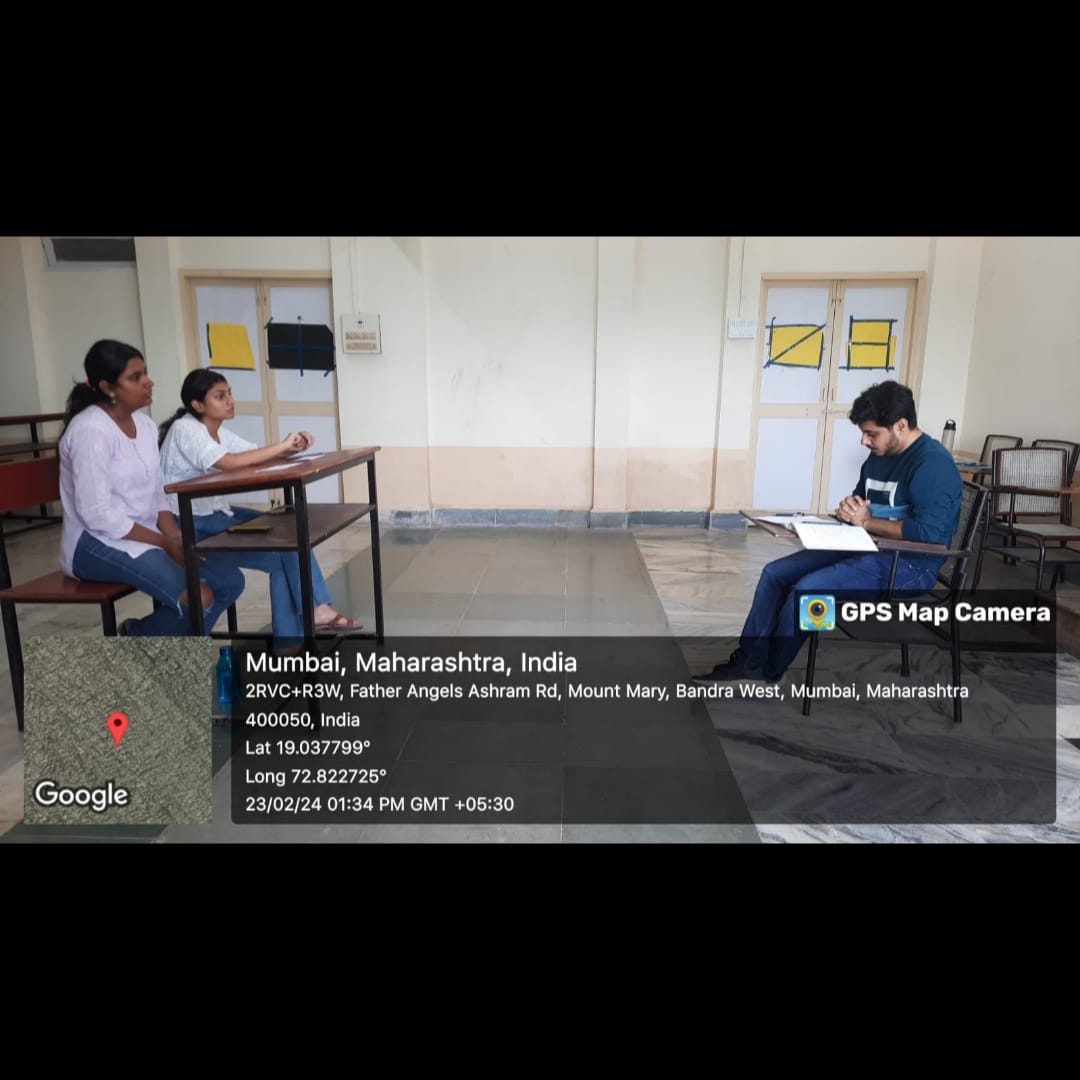 GPS Map Camera
Mumbai, Maharashtra, India
2RVC+R3W, Father Angels Ashram Rd, Mount Mary, Bandra West, Mumbai, Maharashtra
400050, India
Lat 19.037799°
Long 72.822725°
23/02/24 01:34 PM GMT +05:30
Google